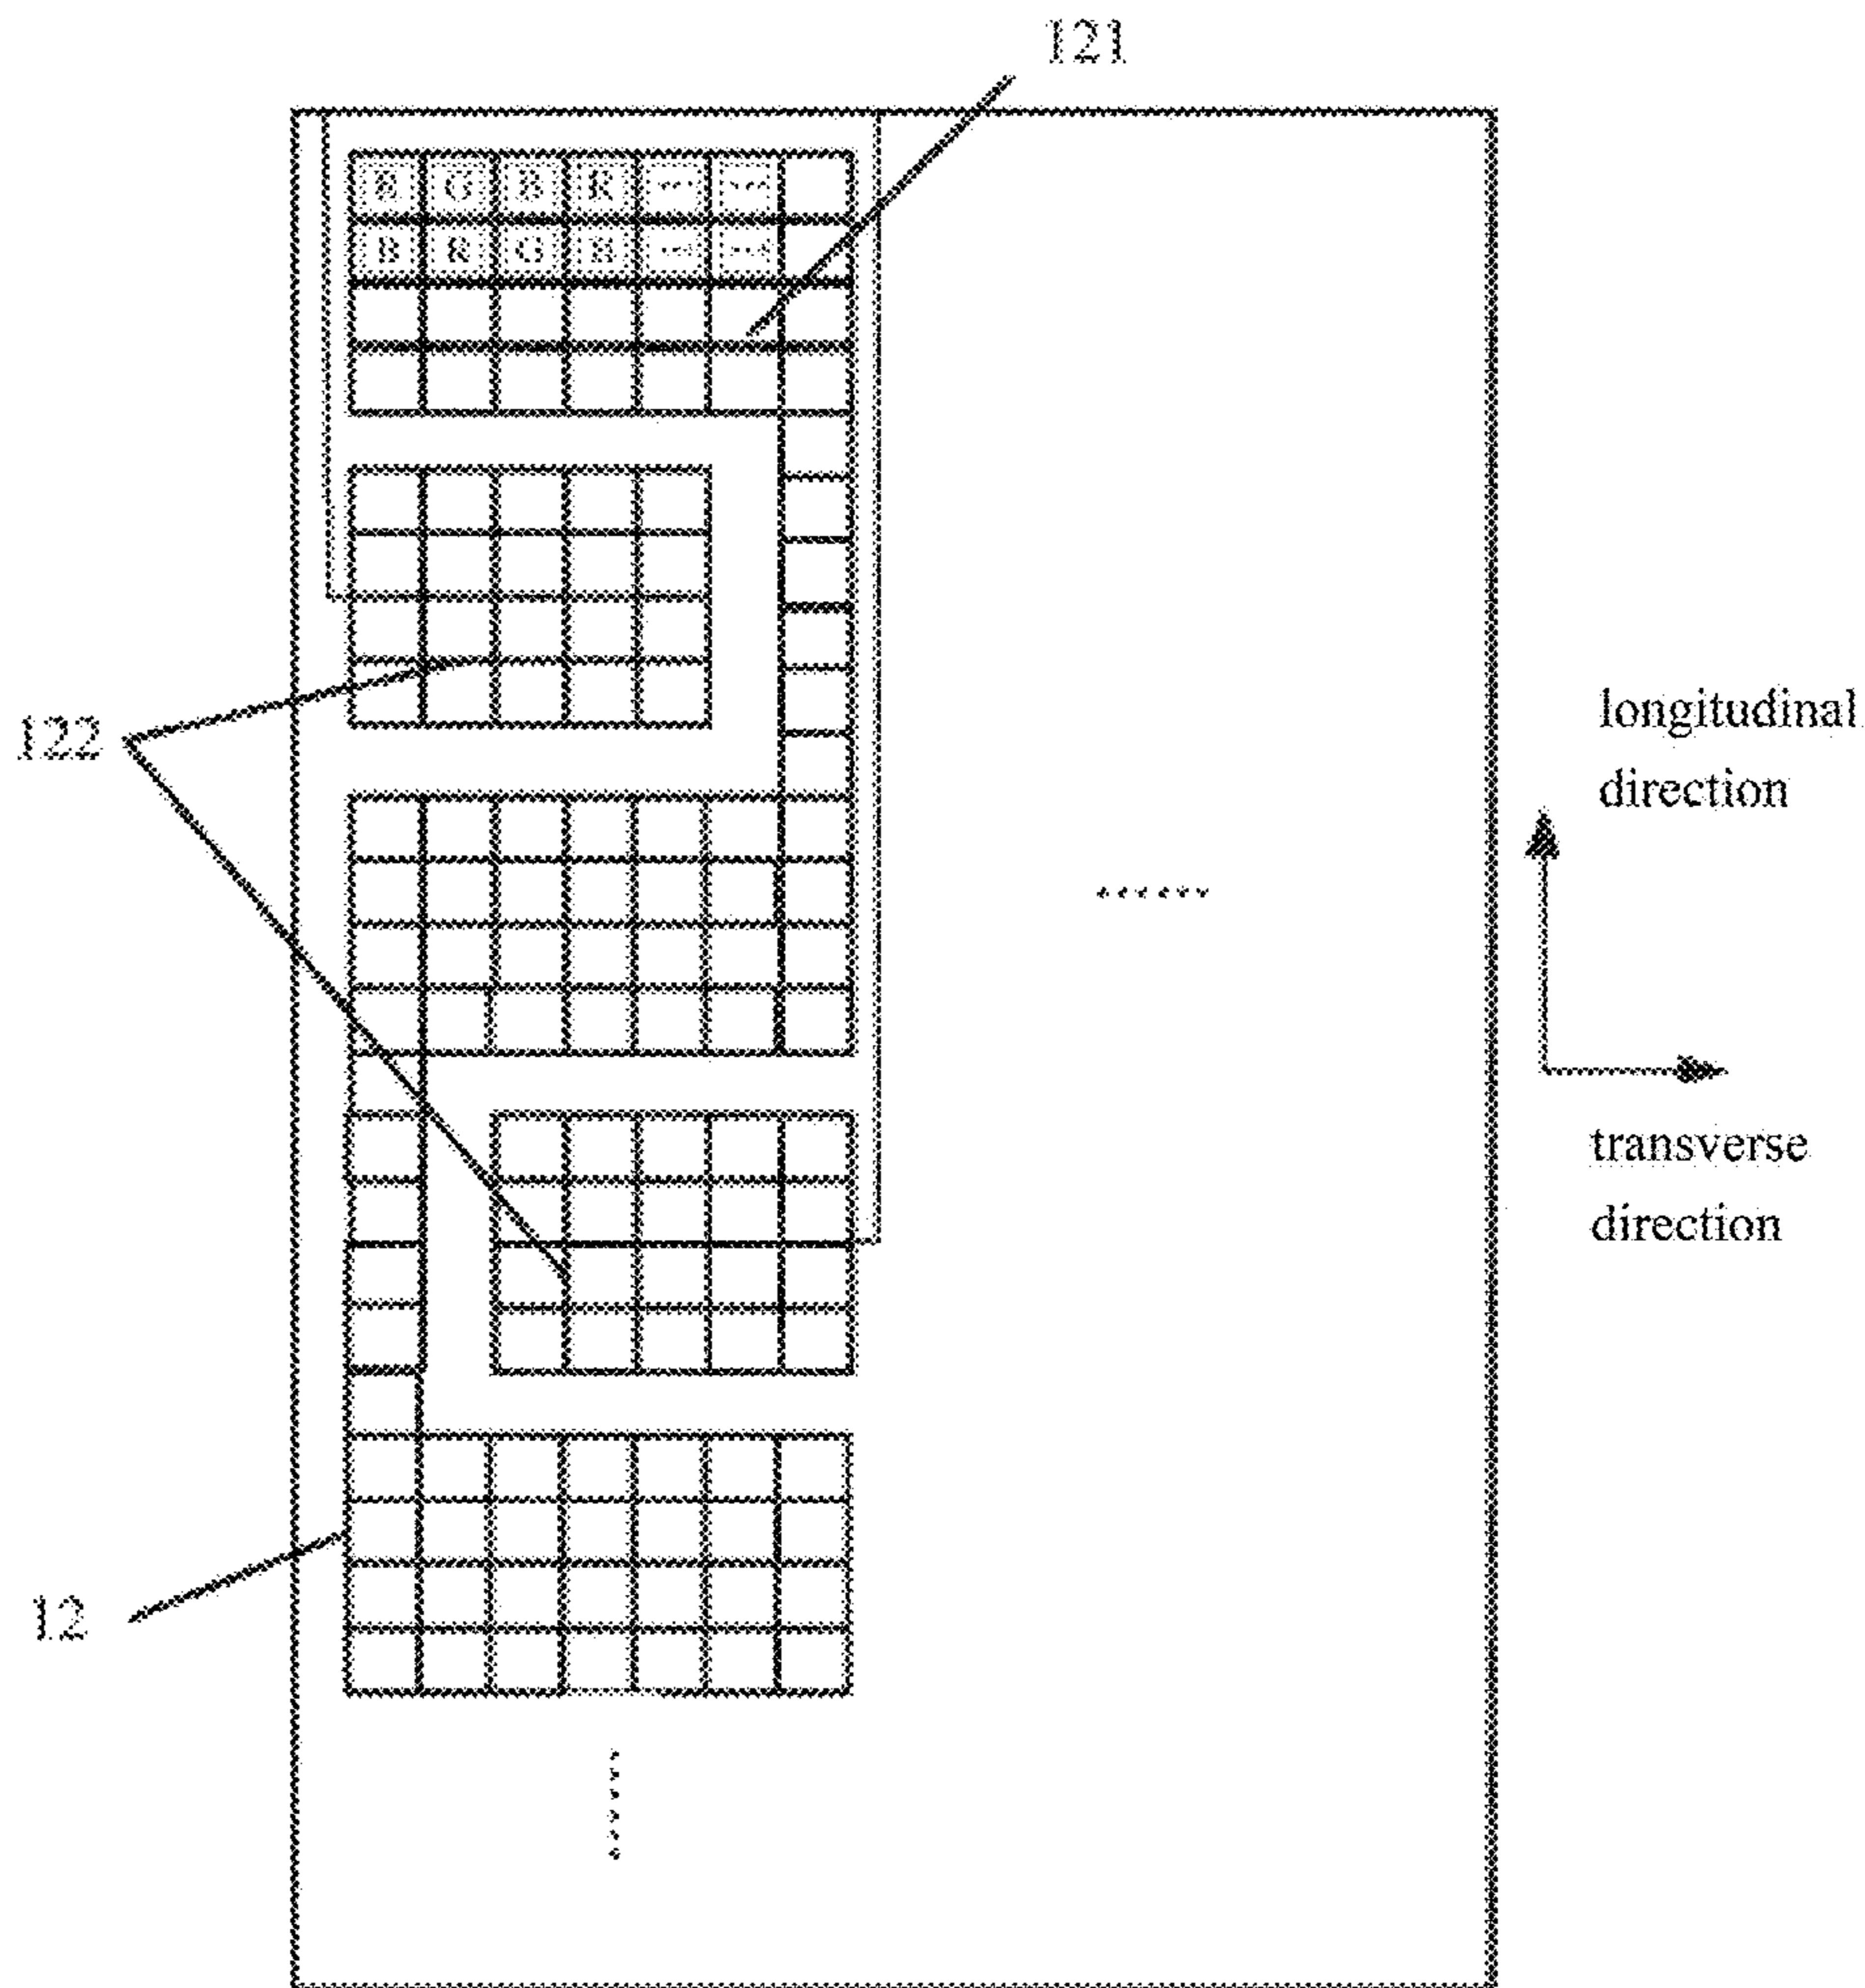 121
G B R
B R G
122
longitudinal
direction
......
transverse
direction
12